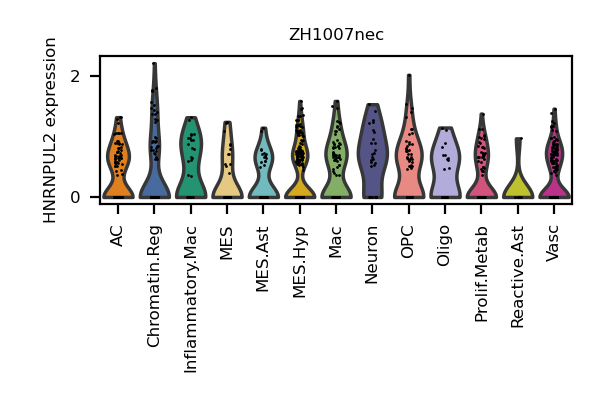 ZH1007nec
HNRNPUL2 expression
2
0
AC
Chromatin.Reg
Inflammatory.Mac
MES
MES.Ast
MES.Hyp
Mac
Neuron
OPC
Oligo
Prolif.Metab
Reactive.Ast
Vasc